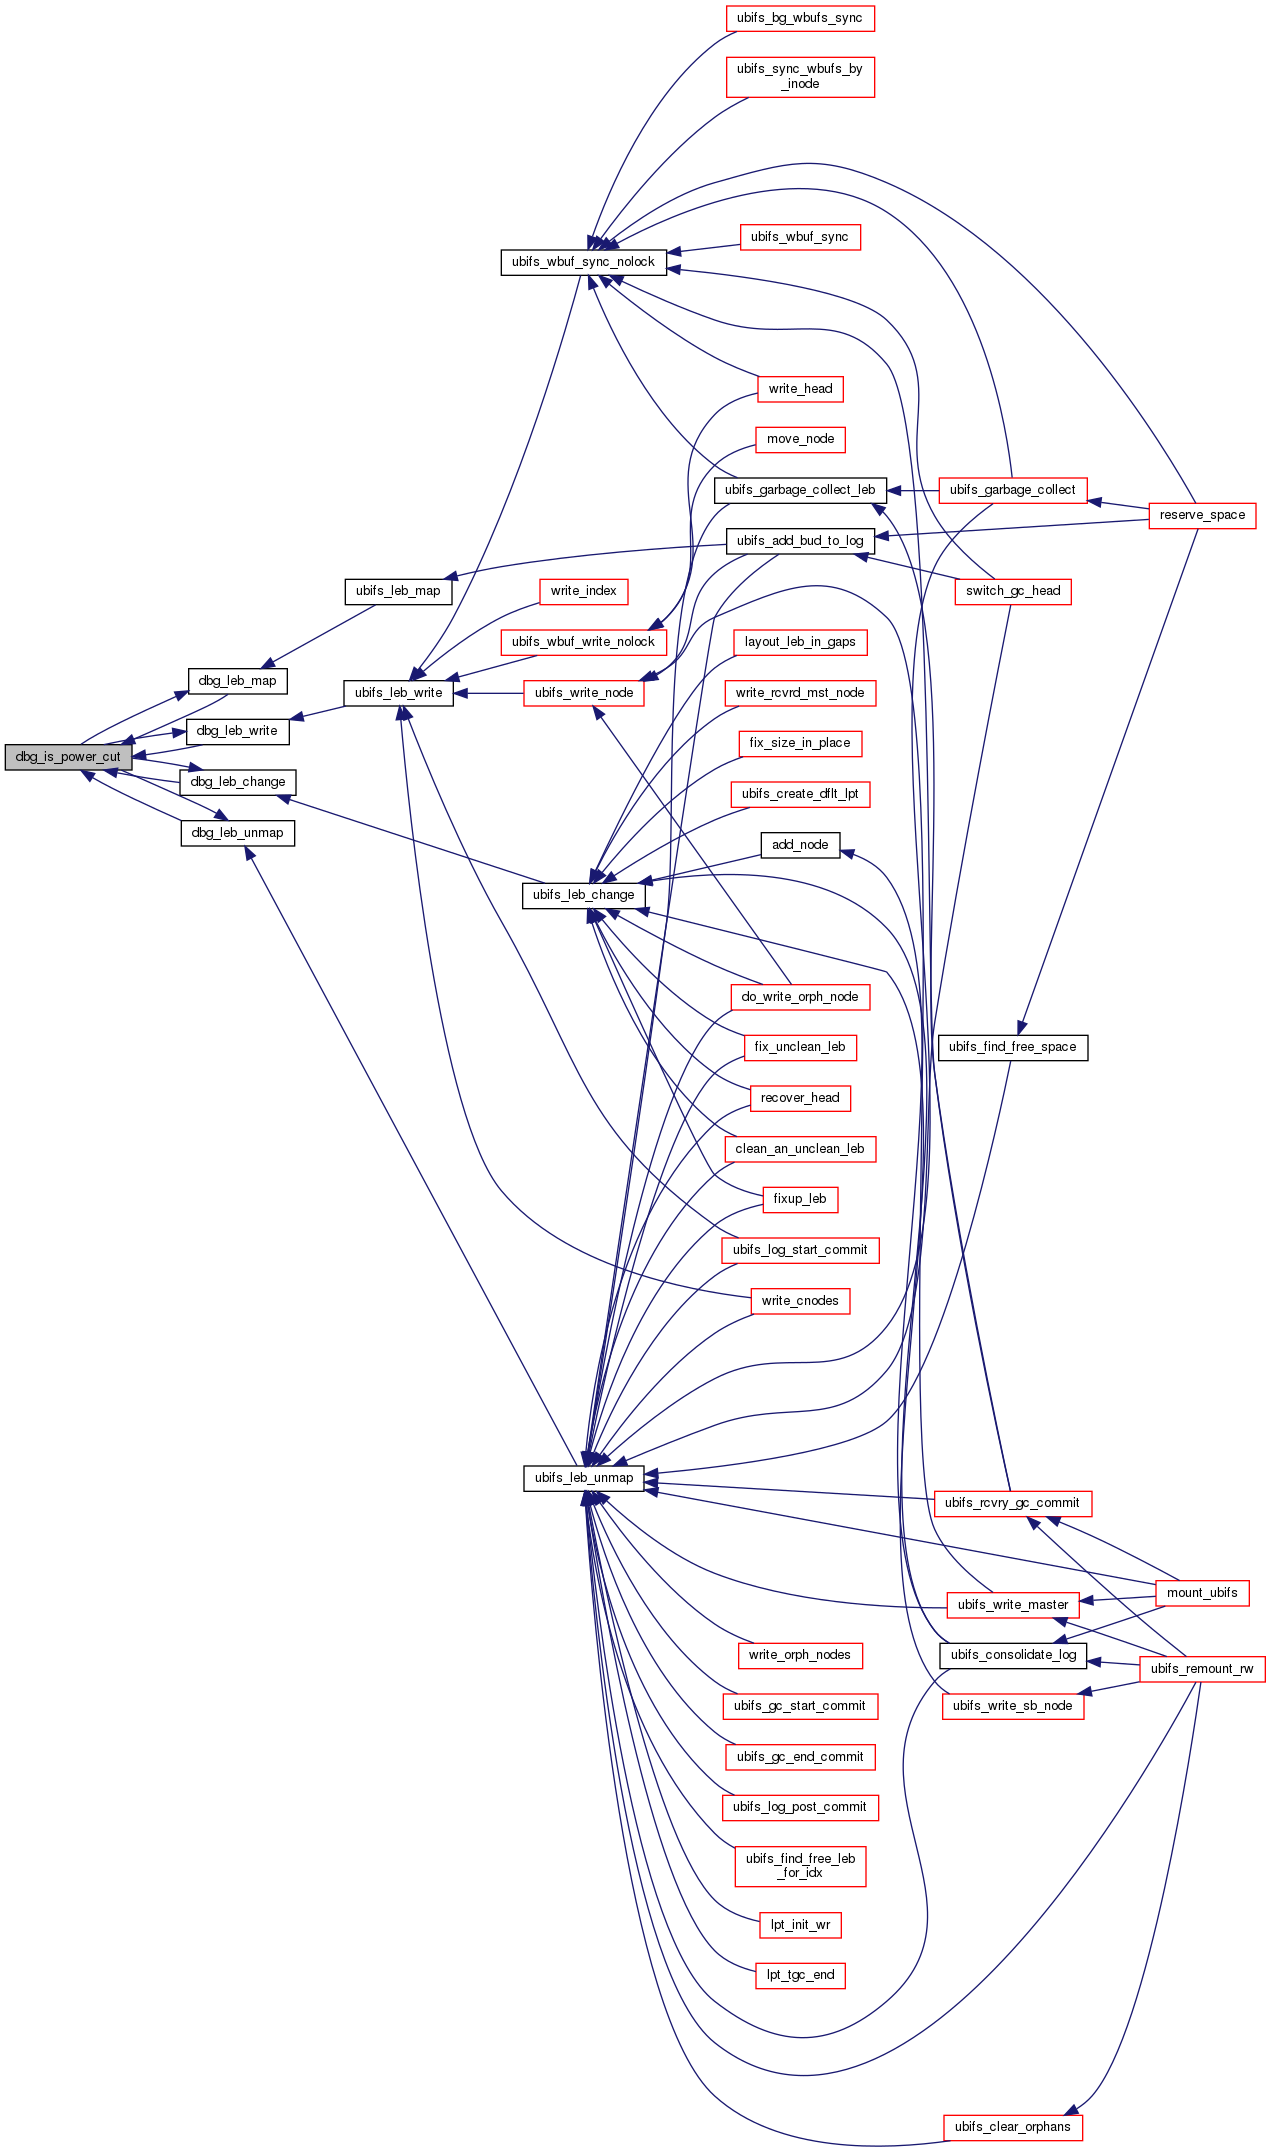 ubifs_bg_wbufs_sync
ubifs_sync_wbufs_by
_inode
ubifs_wbuf_sync
ubifs_wbuf_sync_nolock
write_head
move_node
ubifs_garbage_collect_leb
ubifs_garbage_collect
reserve_space
ubifs_add_bud_to_log
ubifs_leb_map
write_index
switch_gc_head
ubifs_wbuf_write_nolock
layout_leb_in_gaps
dbg_leb_map
ubifs_leb_write
ubifs_write_node
write_rcvrd_mst_node
dbg_leb_write
fix_size_in_place
dbg_is_power_cut
dbg_leb_change
ubifs_create_dflt_lpt
dbg_leb_unmap
add_node
ubifs_leb_change
do_write_orph_node
fix_unclean_leb
ubifs_find_free_space
recover_head
clean_an_unclean_leb
fixup_leb
ubifs_log_start_commit
write_cnodes
ubifs_leb_unmap
ubifs_rcvry_gc_commit
mount_ubifs
ubifs_write_master
write_orph_nodes
ubifs_consolidate_log
ubifs_remount_rw
ubifs_gc_start_commit
ubifs_write_sb_node
ubifs_gc_end_commit
ubifs_log_post_commit
ubifs_find_free_leb
_for_idx
lpt_init_wr
lpt_tgc_end
ubifs_clear_orphans